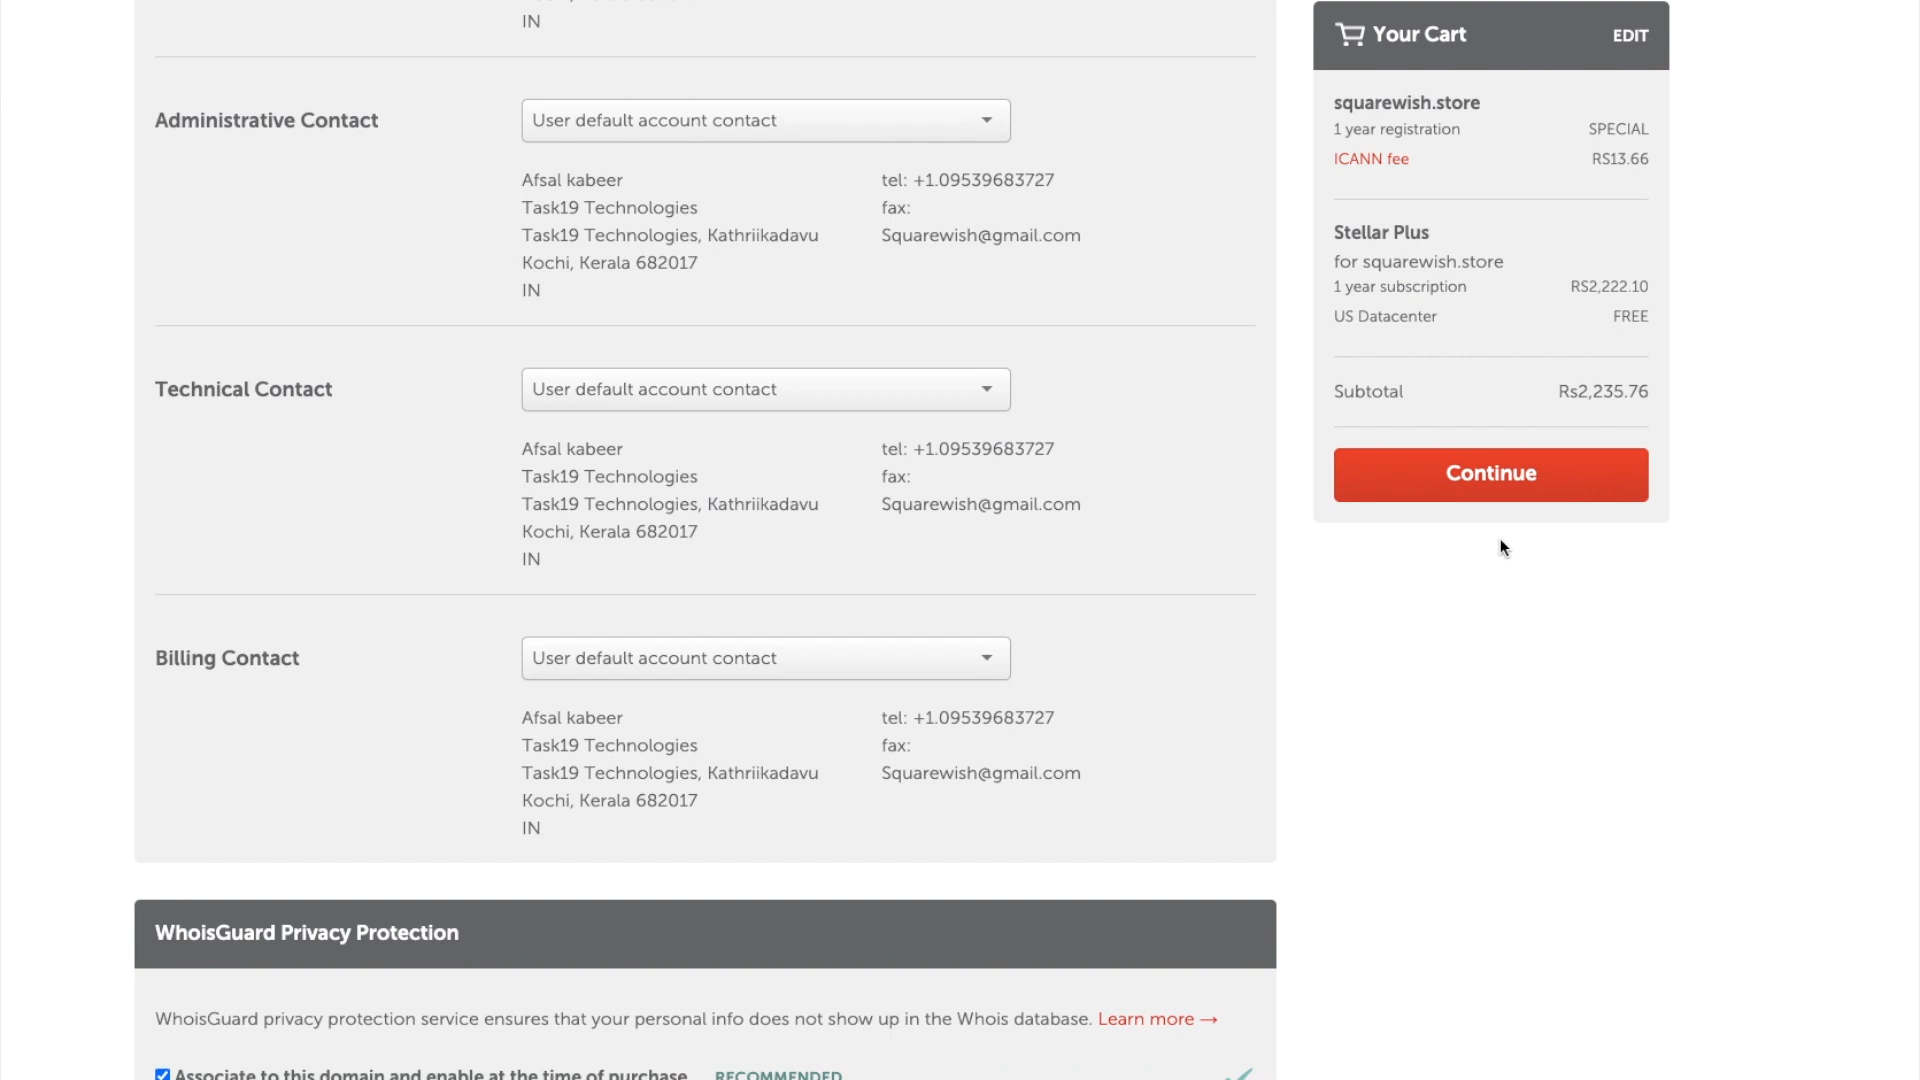 IN
Administrative Contact
User default account contact
Afsal kabeer
tel: +1.09539683727
Task19 Technologies
fax:
Task19 Technologies, Kathriikadavu
Squarewish@gmail.com
Kochi, Kerala 682017
IN
Technical Contact
User default account contact
Afsal kabeer
tel: +1.09539683727
Task19 Technologies
fax:
Task19 Technologies, Kathriikadavu
Squarewish@gmail.com
Kochi, Kerala 682017
IN
Billing Contact
User default account contact
Afsal kabeer
tel: +1.09539683727
Task19 Technologies
fax:
Task19 Technologies, Kathriikadavu
Squarewish@gmail.com
Kochi, Kerala 682017
IN
WhoisGuard Privacy Protection
WhoisGuard privacy protection service ensures that your personal info does not show up in the Whois database. Learn more →
Associate to this domain and enable at the time of purchase RECOMMENDED
Your Cart EDIT
squarewish.store
1 year registration SPECIAL
ICANN fee RS13.66
Stellar Plus
for squarewish.store
1 year subscription RS2,222.10
US Datacenter FREE
Subtotal Rs2,235.76
Continue